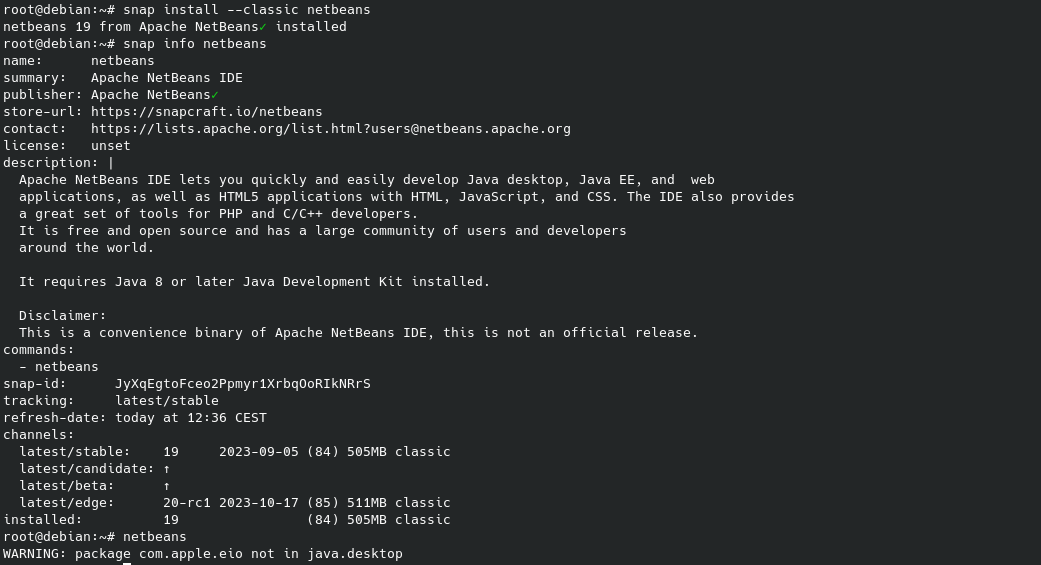 root@debian:~# snap install --classic netbeans
netbeans 19 from Apache NetBeans✓ installed
root@debian:~# snap info netbeans
name:      netbeans
summary:   Apache NetBeans IDE
publisher: Apache NetBeans✓
store-url: https://snapcraft.io/netbeans
contact:   https://lists.apache.org/list.html?users@netbeans.apache.org
license:   unset
description: |
  Apache NetBeans IDE lets you quickly and easily develop Java desktop, Java EE, and  web
  applications, as well as HTML5 applications with HTML, JavaScript, and CSS. The IDE also provides
  a great set of tools for PHP and C/C++ developers.
  It is free and open source and has a large community of users and developers
  around the world.

  It requires Java 8 or later Java Development Kit installed.

  Disclaimer:
  This is a convenience binary of Apache NetBeans IDE, this is not an official release.
commands:
  - netbeans
snap-id:      JyXqEgtoFceo2Ppmyr1XrbqOoRIkNRrS
tracking:     latest/stable
refresh-date: today at 12:36 CEST
channels:
  latest/stable:    19     2023-09-05 (84) 505MB classic
  latest/candidate: ↑
  latest/beta:      ↑
  latest/edge:      20-rc1 2023-10-17 (85) 511MB classic
installed:          19                (84) 505MB classic
root@debian:~# netbeans
WARNING: package com.apple.eio not in java.desktop